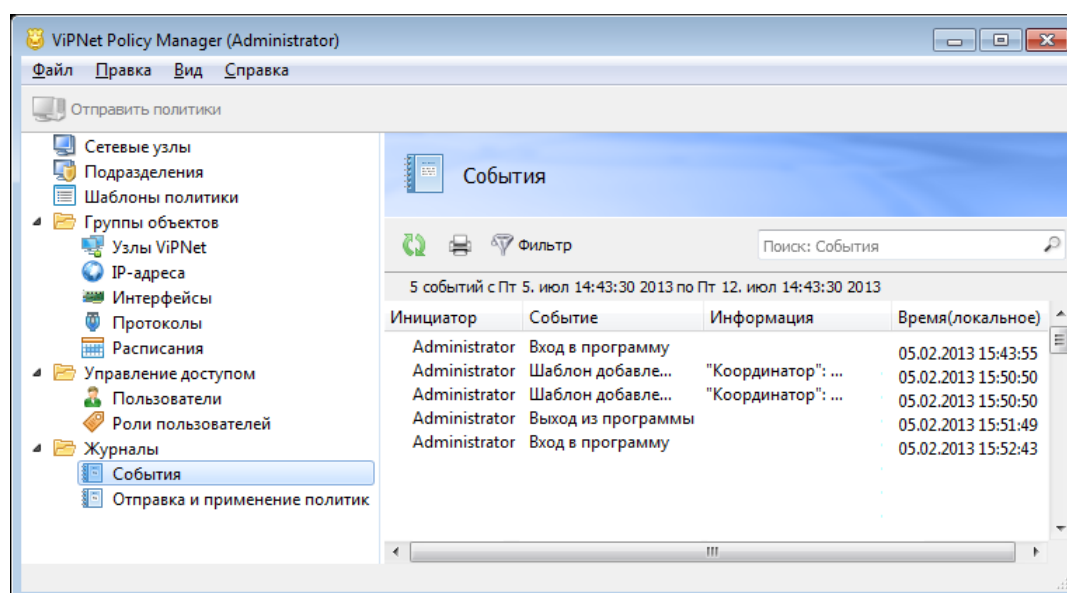 ViPNet Policy Manager (Administrator)
Файл Правка Вид Справка
Отправить политики
Сетевые узлы
Подразделения
Шаблоны политики
Группы объектов
Узлы ViPNet
IP-адреса
Интерфейсы
Протоколы
Расписания
Управление доступом
Пользователи
Роли пользователей
Журналы
События
Отправка и применение политик
События
Фильтр Поиск: События
5 событий с Пт 5. июл 14:43:30 2013 по Пт 12. июл 14:43:30 2013
Инициатор Событие Информация Время(локальное)
Administrator Вход в программу 05.02.2013 15:43:55
Administrator Шаблон добавле... "Координатор": ... 05.02.2013 15:50:50
Administrator Шаблон добавле... "Координатор": ... 05.02.2013 15:50:50
Administrator Выход из программы 05.02.2013 15:51:49
Administrator Вход в программу 05.02.2013 15:52:43